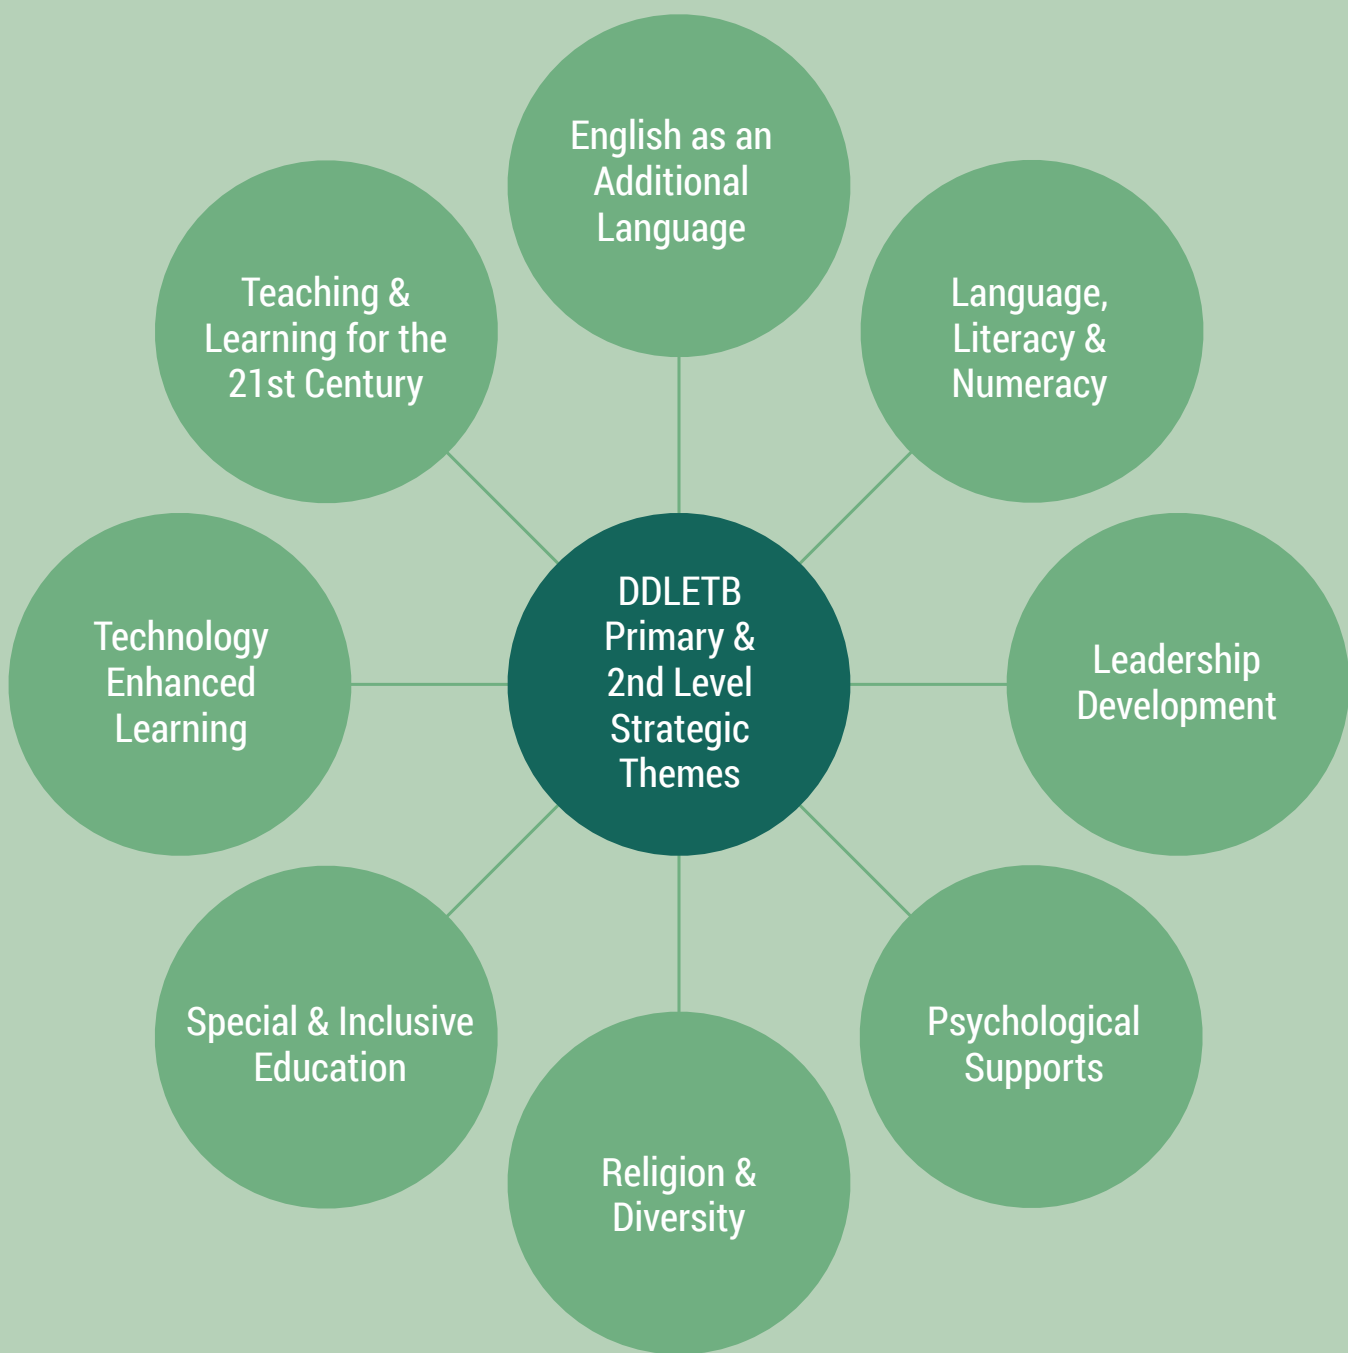 English as an
Additional
Language
Language,
Literacy &
Numeracy
Leadership
Development
Psychological
Supports
Religion &
Diversity
Special & Inclusive
Education
Technology
Enhanced
Learning
Teaching &
Learning for the
21st Century
DDLETB
Primary &
2nd Level
Strategic
Themes